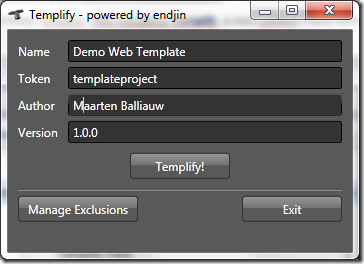 Templify - powered by endjin
Name Demo Web Template
Token templateproject
Author Maarten Balliauw
Version 1.0.0
Templify!
Manage Exclusions Exit